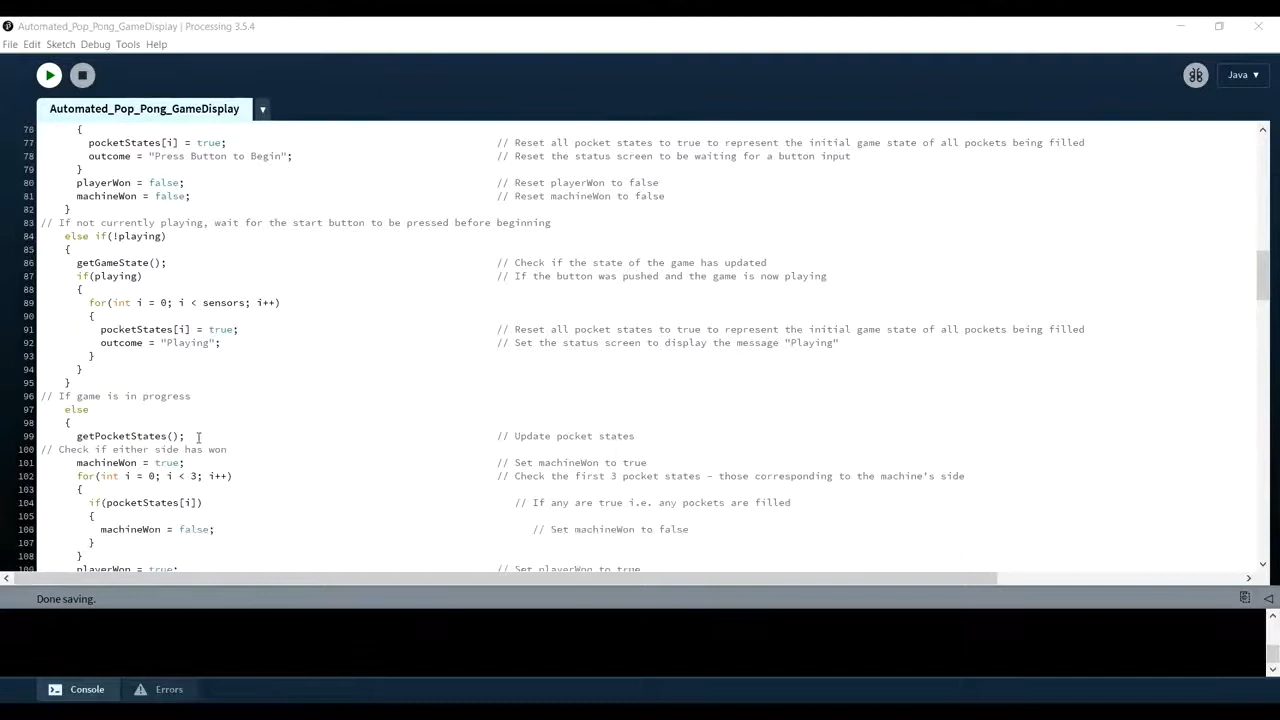 Automated_Pop_Pong_GameDisplay | Processing 3.5.4
File Edit Sketch Debug Tools Help
Java ▾
Automated_Pop_Pong_GameDisplay
76 {
77 pocketStates[i] = true; // Reset all pocket states to true to represent the initial game state of all pockets being filled
78 outcome = "Press Button to Begin"; // Reset the status screen to be waiting for a button input
79 }
80 playerWon = false; // Reset playerWon to false
81 machineWon = false; // Reset machineWon to false
82 }
83 // If not currently playing, wait for the start button to be pressed before beginning
84 else if(!playing)
85 {
86 getGameState(); // Check if the state of the game has updated
87 if(playing) // If the button was pushed and the game is now playing
88 {
89 for(int i = 0; i < sensors; i++)
90 {
91 pocketStates[i] = true; // Reset all pocket states to true to represent the initial game state of all pockets being filled
92 outcome = "Playing"; // Set the status screen to display the message "Playing"
93 }
94 }
95 }
96 // If game is in progress
97 else
98 {
99 getPocketStates(); // Update pocket states
100 // Check if either side has won
101 machineWon = true; // Set machineWon to true
102 for(int i = 0; i < 3; i++) // Check the first 3 pocket states - those corresponding to the machine's side
103 {
104 if(pocketStates[i]) // If any are true i.e. any pockets are filled
105 {
106 machineWon = false; // Set machineWon to false
107 }
108 }
109 playerWon = true; // Set playerWon to true
Done saving.
Console
Errors